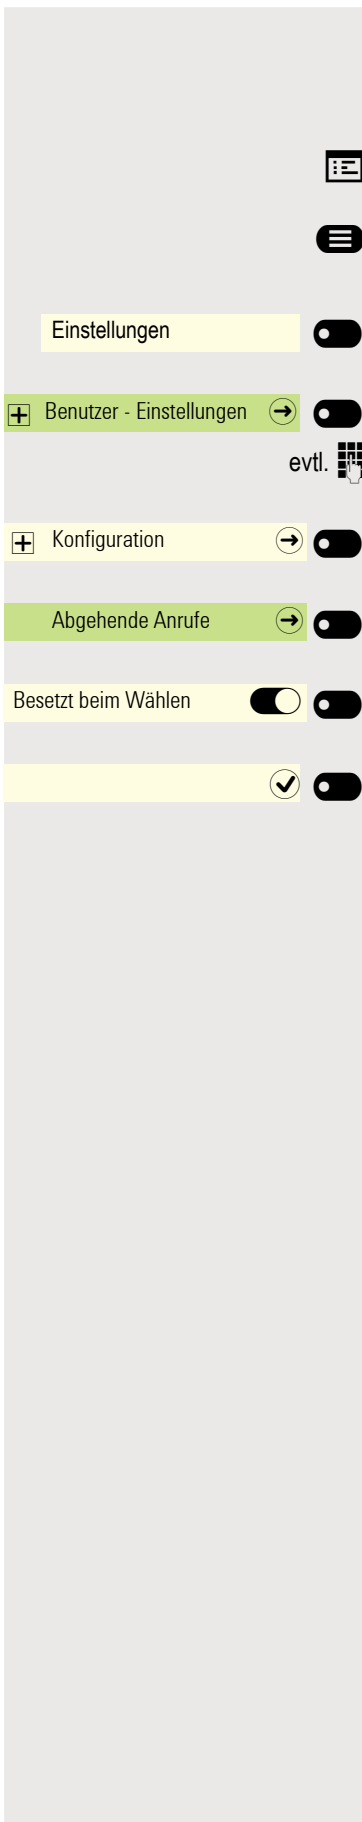 Einstellungen
Benutzer - Einstellungen
evtl.
Konfiguration
Abgehende Anrufe
Besetzt beim Wählen